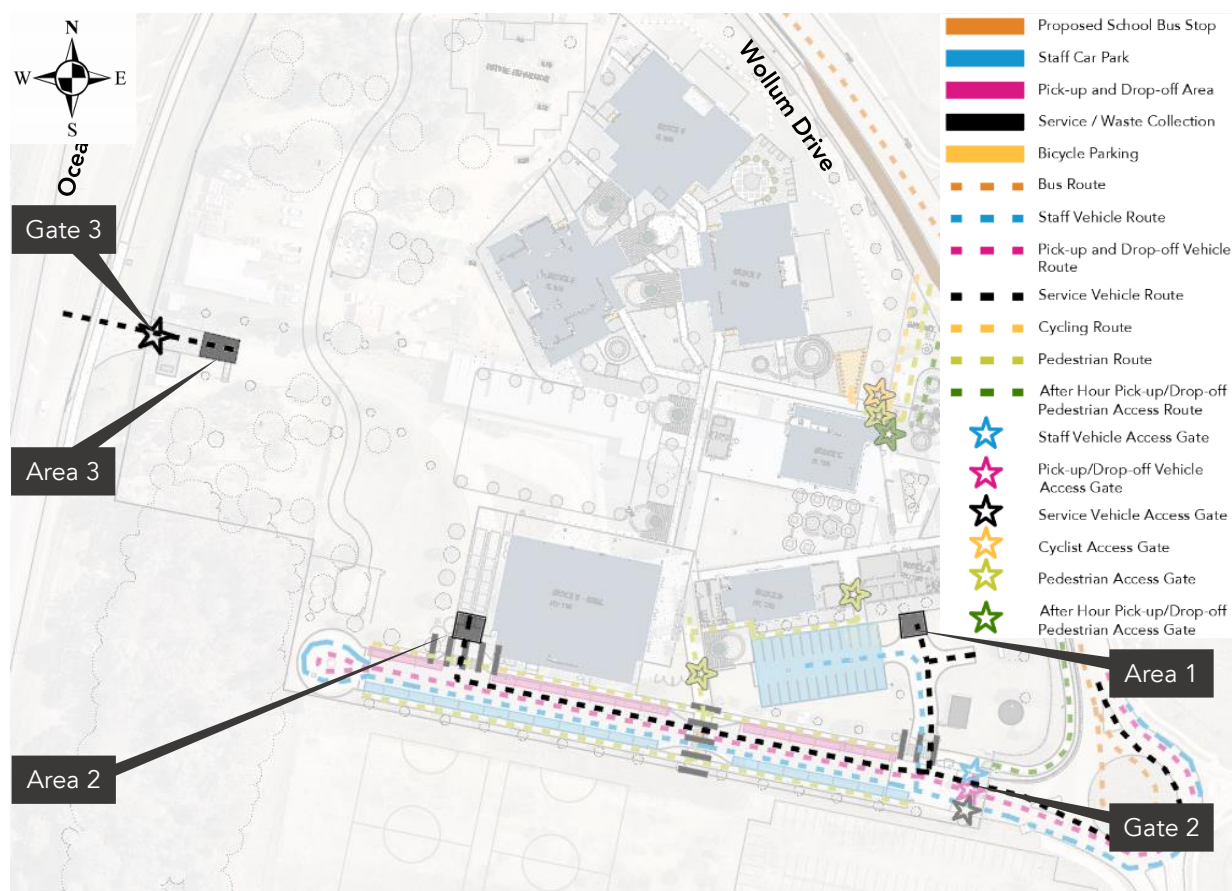 N
W E
S
Ocea
Wollum Drive
Gate 3
Area 3
Area 2
Area 1
Gate 2
Proposed School Bus Stop
Staff Car Park
Pick-up and Drop-off Area
Service / Waste Collection
Bicycle Parking
Bus Route
Staff Vehicle Route
Pick-up and Drop-off Vehicle
Route
Service Vehicle Route
Cycling Route
Pedestrian Route
After Hour Pick-up/Drop-off
Pedestrian Access Route
Staff Vehicle Access Gate
Pick-up/Drop-off Vehicle
Access Gate
Service Vehicle Access Gate
Cyclist Access Gate
Pedestrian Access Gate
After Hour Pick-up/Drop-off
Pedestrian Access Gate